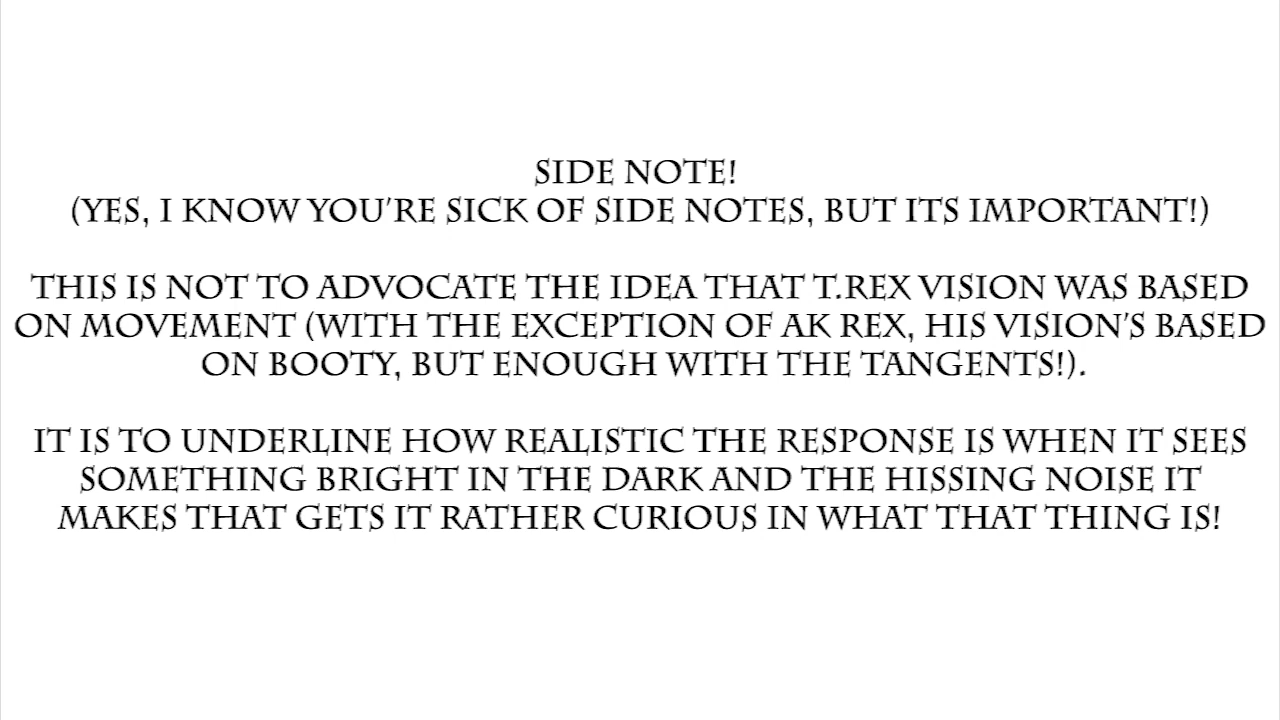 SIDE NOTE!
(YES, I KNOW YOU'RE SICK OF SIDE NOTES, BUT ITS IMPORTANT!)
THIS IS NOT TO ADVOCATE THE IDEA THAT T.REX VISION WAS BASED
ON MOVEMENT (WITH THE EXCEPTION OF AK REX, HIS VISION'S BASED
ON BOOTY, BUT ENOUGH WITH THE TANGENTS!).
IT IS TO UNDERLINE HOW REALISTIC THE RESPONSE IS WHEN IT SEES
SOMETHING BRIGHT IN THE DARK AND THE HISSING NOISE IT
MAKES THAT GETS IT RATHER CURIOUS IN WHAT THAT THING IS!